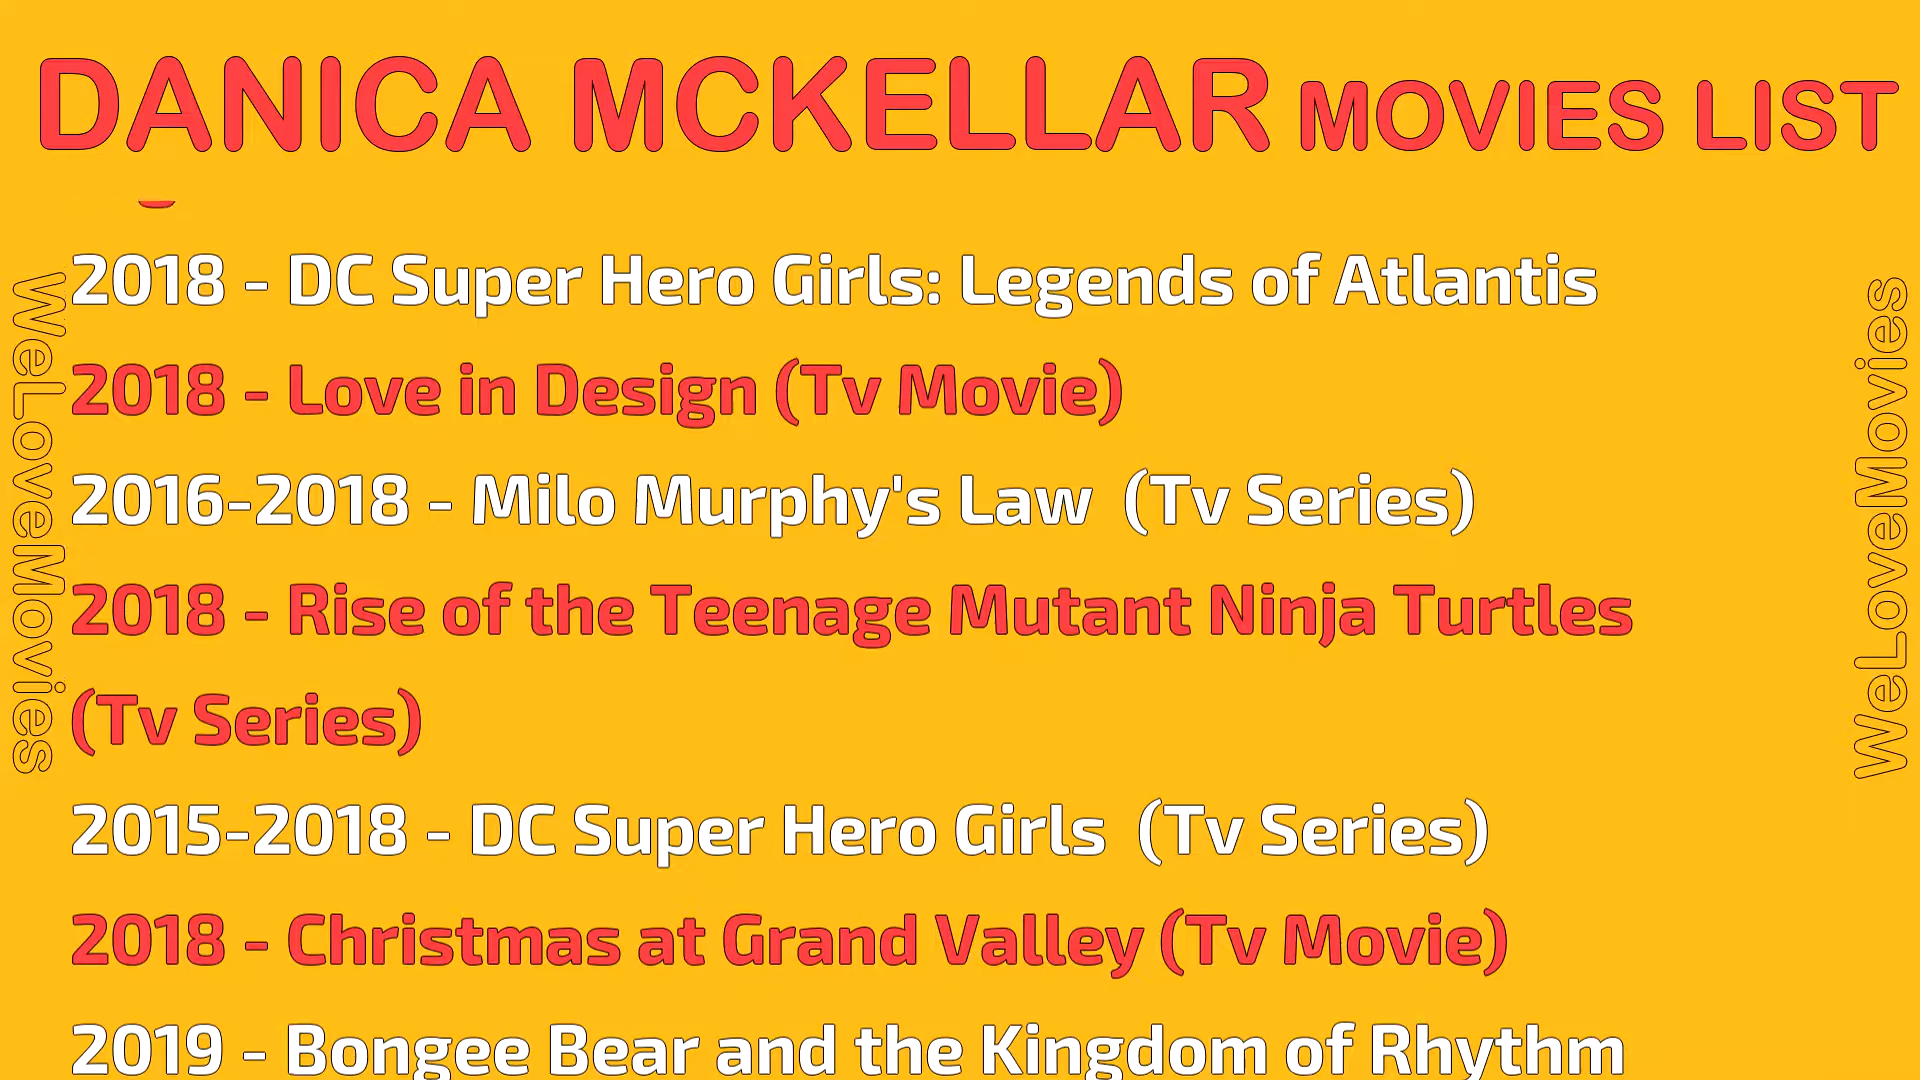 DANICA MCKELLAR MOVIES LIST
2018 - DC Super Hero Girls: Legends of Atlantis
2018 - Love in Design (Tv Movie)
2016-2018 - Milo Murphy's Law (Tv Series)
2018 - Rise of the Teenage Mutant Ninja Turtles
(Tv Series)
2015-2018 - DC Super Hero Girls (Tv Series)
2018 - Christmas at Grand Valley (Tv Movie)
2019 - Bongee Bear and the Kingdom of Rhythm
WeLoveMovies
WeLoveMovies